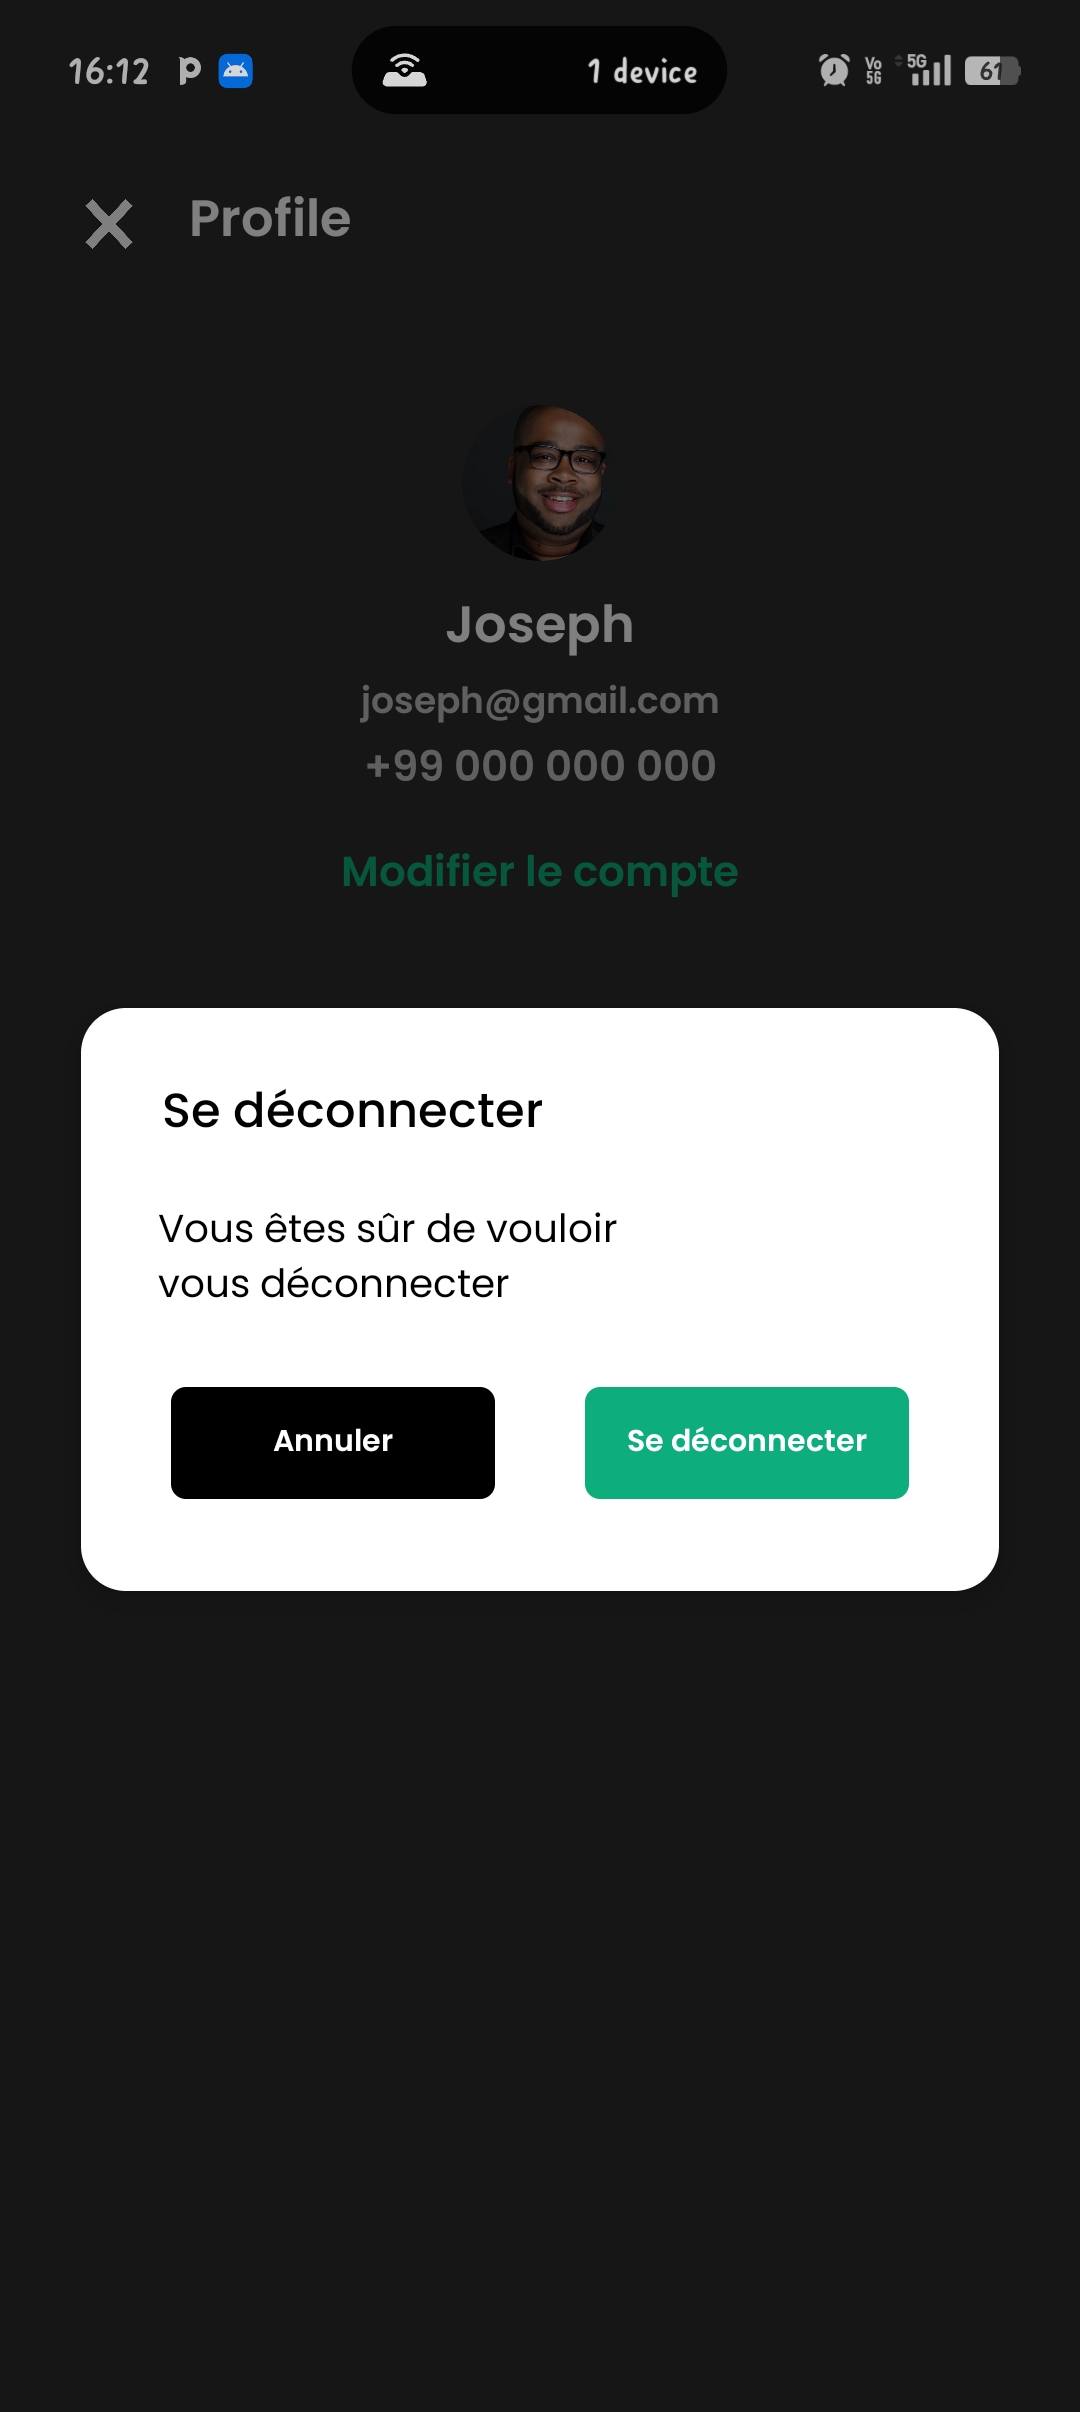 16:12
1 device
Vo
5G
5G
61
Profile
Joseph
joseph@gmail.com
+99 000 000 000
Modifier le compte
Se déconnecter
Vous êtes sûr de vouloir
vous déconnecter
Annuler
Se déconnecter